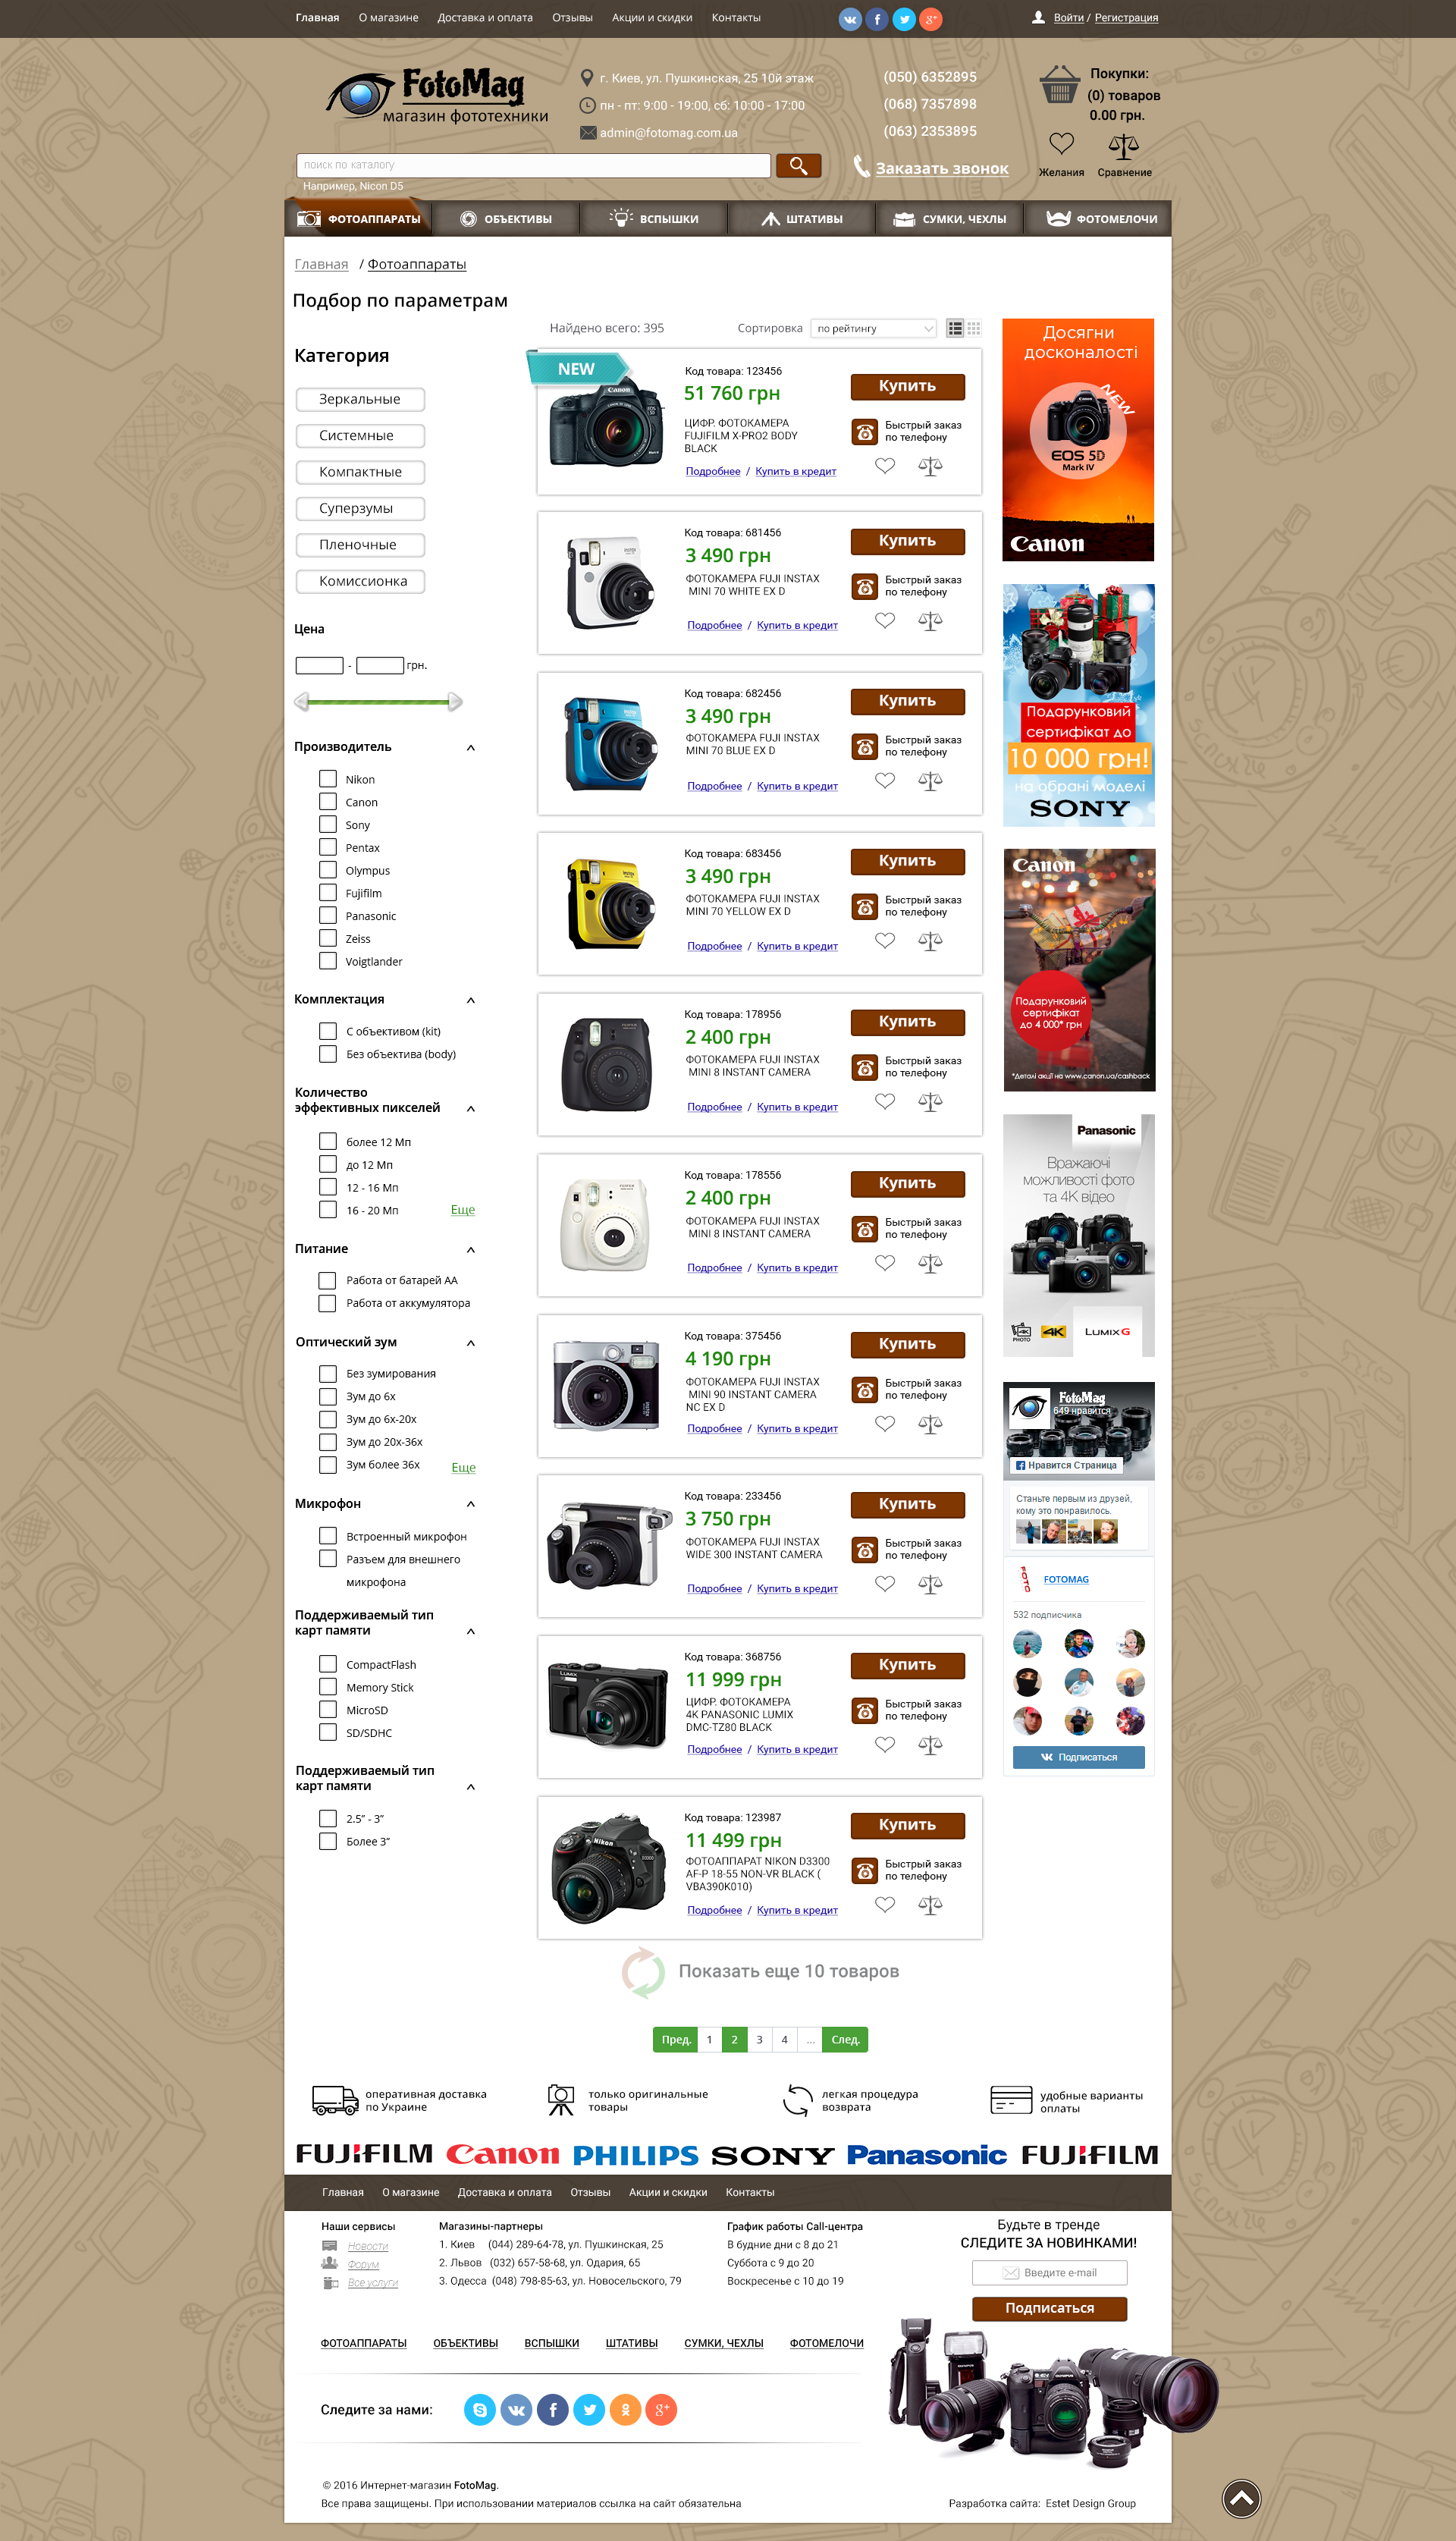 Главная О магазине Доставка и оплата Отзывы Акции и скидки Контакты
Войти / Регистрация
FotoMag
магазин фототехники
г. Киев, ул. Пушкинская, 25 10й этаж
пн - пт: 9:00 - 19:00, сб: 10:00 - 17:00
admin@fotomag.com.ua
(050) 6352895
(068) 7357898
(063) 2353895
Заказать звонок
Покупки:
(0) товаров
0.00 грн.
Желания Сравнение
поиск по каталогу
Например, Nicon D5
ФОТОАППАРАТЫ ОБЪЕКТИВЫ ВСПЫШКИ ШТАТИВЫ СУМКИ, ЧЕХЛЫ ФОТОМЕЛОЧИ
Главная / Фотоаппараты
Подбор по параметрам
Категория
Зеркальные
Системные
Компактные
Суперзумы
Пленочные
Комиссионка
Цена
- грн.
Производитель
Nikon
Canon
Sony
Pentax
Olympus
Fujifilm
Panasonic
Zeiss
Voigtlander
Комплектация
С объективом (kit)
Без объектива (body)
Количество
эффективных пикселей
более 12 Мп
до 12 Мп
12 - 16 Мп
16 - 20 Мп
Еще
Питание
Работа от батарей АА
Работа от аккумулятора
Оптический зум
Без зумирования
Зум до 6x
Зум до 6x-20x
Зум до 20x-36x
Зум более 36x
Еще
Микрофон
Встроенный микрофон
Разъем для внешнего
микрофона
Поддерживаемый тип
карт памяти
CompactFlash
Memory Stick
MicroSD
SD/SDHC
Поддерживаемый тип
карт памяти
2.5” - 3”
Более 3”
Найдено всего: 395
Сортировка по рейтингу
NEW
Код товара: 123456
51 760 грн
ЦИФР. ФОТОКАМЕРА
FUJIFILM X-PRO2 BODY
BLACK
Подробнее / Купить в кредит
Купить
Быстрый заказ
по телефону
Код товара: 681456
3 490 грн
ФОТОКАМЕРА FUJI INSTAX
MINI 70 WHITE EX D
Подробнее / Купить в кредит
Купить
Быстрый заказ
по телефону
Код товара: 682456
3 490 грн
ФОТОКАМЕРА FUJI INSTAX
MINI 70 BLUE EX D
Подробнее / Купить в кредит
Купить
Быстрый заказ
по телефону
Код товара: 683456
3 490 грн
ФОТОКАМЕРА FUJI INSTAX
MINI 70 YELLOW EX D
Подробнее / Купить в кредит
Купить
Быстрый заказ
по телефону
Код товара: 178956
2 400 грн
ФОТОКАМЕРА FUJI INSTAX
MINI 8 INSTANT CAMERA
Подробнее / Купить в кредит
Купить
Быстрый заказ
по телефону
Код товара: 178556
2 400 грн
ФОТОКАМЕРА FUJI INSTAX
MINI 8 INSTANT CAMERA
Подробнее / Купить в кредит
Купить
Быстрый заказ
по телефону
Код товара: 375456
4 190 грн
ФОТОКАМЕРА FUJI INSTAX
MINI 90 INSTANT CAMERA
NC EX D
Подробнее / Купить в кредит
Купить
Быстрый заказ
по телефону
Код товара: 233456
3 750 грн
ФОТОКАМЕРА FUJI INSTAX
WIDE 300 INSTANT CAMERA
Подробнее / Купить в кредит
Купить
Быстрый заказ
по телефону
Код товара: 368756
11 999 грн
ЦИФР. ФОТОКАМЕРА
4K PANASONIC LUMIX
DMC-TZ80 BLACK
Подробнее / Купить в кредит
Купить
Быстрый заказ
по телефону
Код товара: 123987
11 499 грн
ФОТОАППАРАТ NIKON D3300
AF-P 18-55 NON-VR BLACK (
VBA390K010)
Подробнее / Купить в кредит
Купить
Быстрый заказ
по телефону
Досягни
досконалості
NEW
EOS 5D
Mark IV
Canon
Подарунковий
сертифікат до
10 000 грн!
на обрані моделі
SONY
Canon
Подарунковий
сертифікат
до 4 000* грн
*Деталі акції на www.canon.ua/cashback
Panasonic
Вражаючі
можливості фото
та 4К відео
4K
PHOTO
4K
LUMIX G
FotoMag
649 нравится
Нравится Страница
Станьте первым из друзей,
кому это понравилось.
FOTO
FOTOMAG
532 подписчика
Подписаться
Показать еще 10 товаров
Пред. 1 2 3 4 ... След.
оперативная доставка
по Украине
только оригинальные
товары
легкая процедура
возврата
удобные варианты
оплаты
FUJIFILM Canon PHILIPS SONY Panasonic FUJIFILM
Главная О магазине Доставка и оплата Отзывы Акции и скидки Контакты
Наши сервисы
Новости
Форум
Все услуги
Магазины-партнеры
1. Киев (044) 289-64-78, ул. Пушкинская, 25
2. Львов (032) 657-58-68, ул. Одария, 65
3. Одесса (048) 798-85-63, ул. Новосельского, 79
График работы Call-центра
В будние дни с 8 до 21
Суббота с 9 до 20
Воскресенье с 10 до 19
Будьте в тренде
СЛЕДИТЕ ЗА НОВИНКАМИ!
Введите e-mail
Подписаться
ФОТОАППАРАТЫ ОБЪЕКТИВЫ ВСПЫШКИ ШТАТИВЫ СУМКИ, ЧЕХЛЫ ФОТОМЕЛОЧИ
Следите за нами:
© 2016 Интернет-магазин FotoMag.
Все права защищены. При использовании материалов ссылка на сайт обязательна
Разработка сайта: Estet Design Group